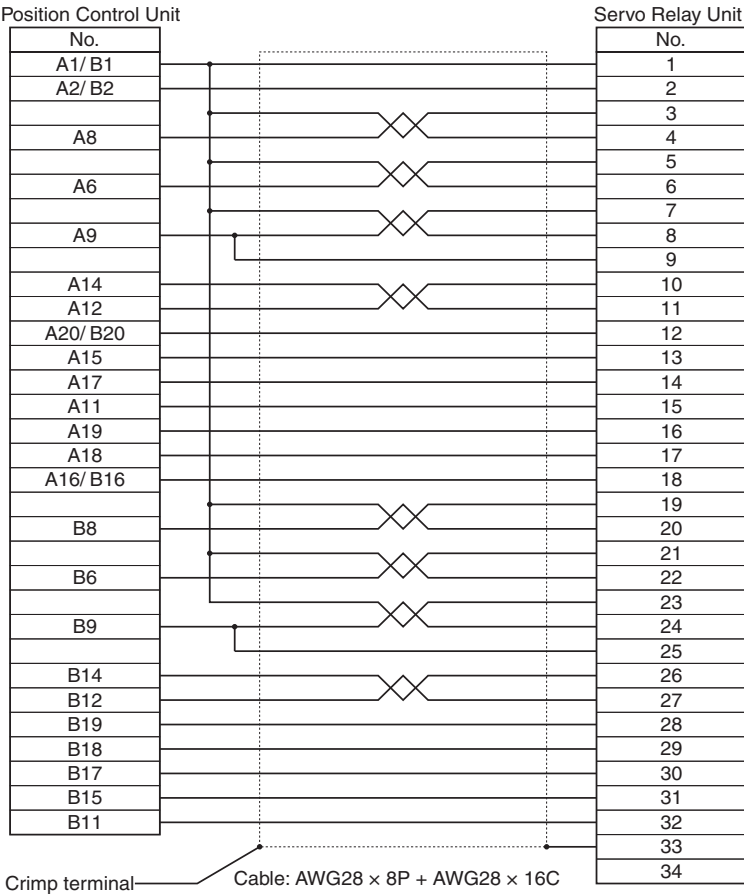 Position Control Unit Servo Relay Unit
No. No.
A1/ B1 1
A2/ B2 2
3
A8 4
5
A6 6
7
A9 8
9
A14 10
A12 11
A20/ B20 12
A15 13
A17 14
A11 15
A19 16
A18 17
A16/ B16 18
19
B8 20
21
B6 22
23
B9 24
25
B14 26
B12 27
B19 28
B18 29
B17 30
B15 31
B11 32
33
34
Crimp terminal Cable: AWG28 × 8P + AWG28 × 16C